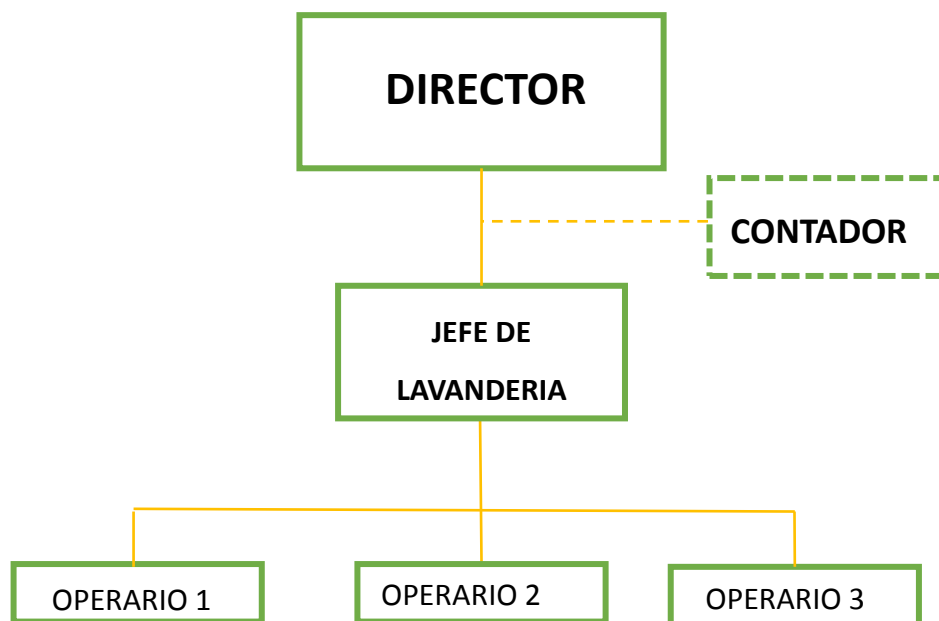 DIRECTOR
CONTADOR
JEFE DE
LAVANDERIA
OPERARIO 1
OPERARIO 2
OPERARIO 3